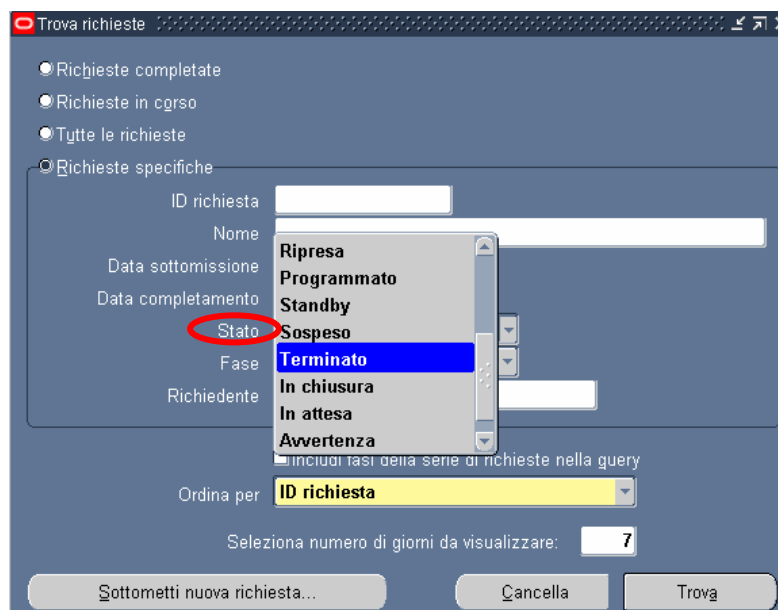 Trova richieste
Richieste completate
Richieste in corso
Tutte le richieste
Richieste specifiche
ID richiesta
Nome
Data sottomissione
Data completamento
Stato
Fase
Richiedente
Ripresa
Programmato
Standby
Sospeso
Terminato
In chiusura
In attesa
Avvertenza
Includi fasi della serie di richieste nella query
Ordina per ID richiesta
Seleziona numero di giorni da visualizzare: 7
Sottometti nuova richiesta... Cancella Trova